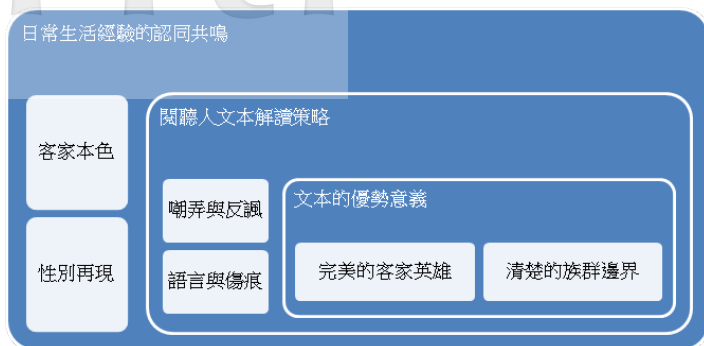 日常生活經驗的認同共鳴
閱聽人文本解讀策略
客家本色
嘲弄與反諷
文本的優勢意義
性別再現
語言與傷痕
完美的客家英雄
清楚的族群邊界